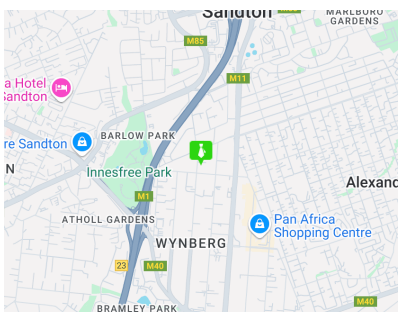 Sandton
MARLBORO
GARDENS
M85
M11
a Hotel
Sandton
BARLOW PARK
re Sandton
N
Innesfree Park
Alexand
M1
ATHOLL GARDENS
Pan Africa
Shopping Centre
WYNBERG
23
M40
M40
BRAMLEY PARK